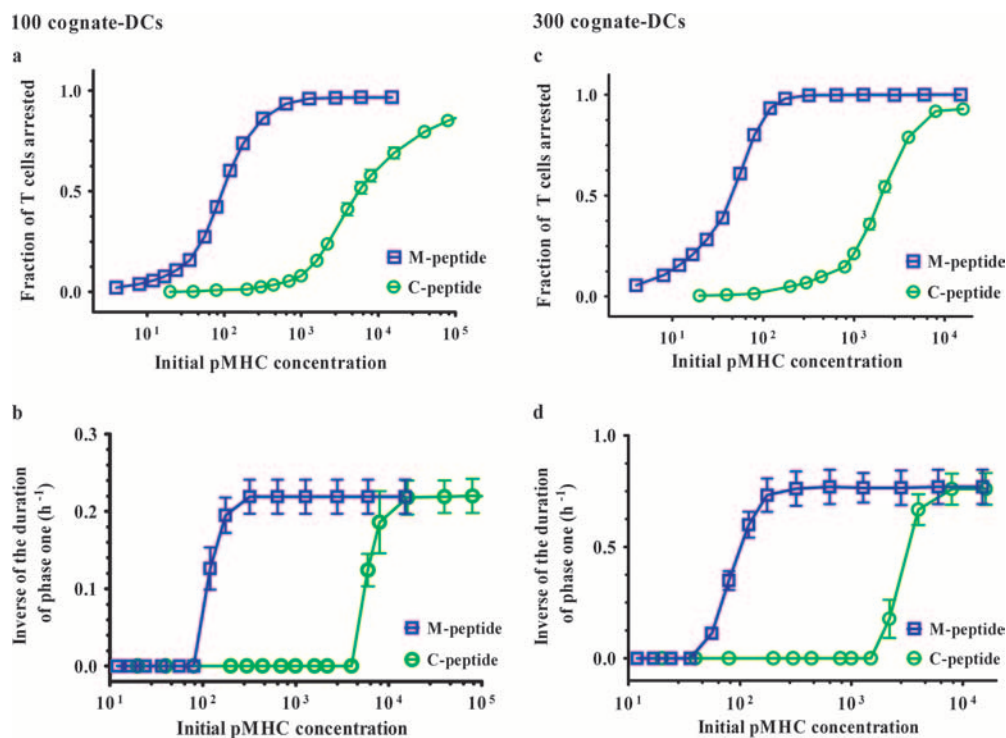 100 cognate-DCs
300 cognate-DCs
a
Fraction of T cells arrested
1.0
0.5
0.0
M-peptide
C-peptide
10¹ 10² 10³ 10⁴ 10⁵
Initial pMHC concentration
c
Fraction of T cells arrested
1.0
0.5
0.0
M-peptide
C-peptide
10¹ 10² 10³ 10⁴
Initial pMHC concentration
b
Inverse of the duration
of phase one (h⁻¹)
0.3
0.2
0.1
0.0
M-peptide
C-peptide
10¹ 10² 10³ 10⁴ 10⁵
Initial pMHC concentration
d
Inverse of the duration
of phase one (h⁻¹)
1.0
0.5
0.0
M-peptide
C-peptide
10¹ 10² 10³ 10⁴
Initial pMHC concentration